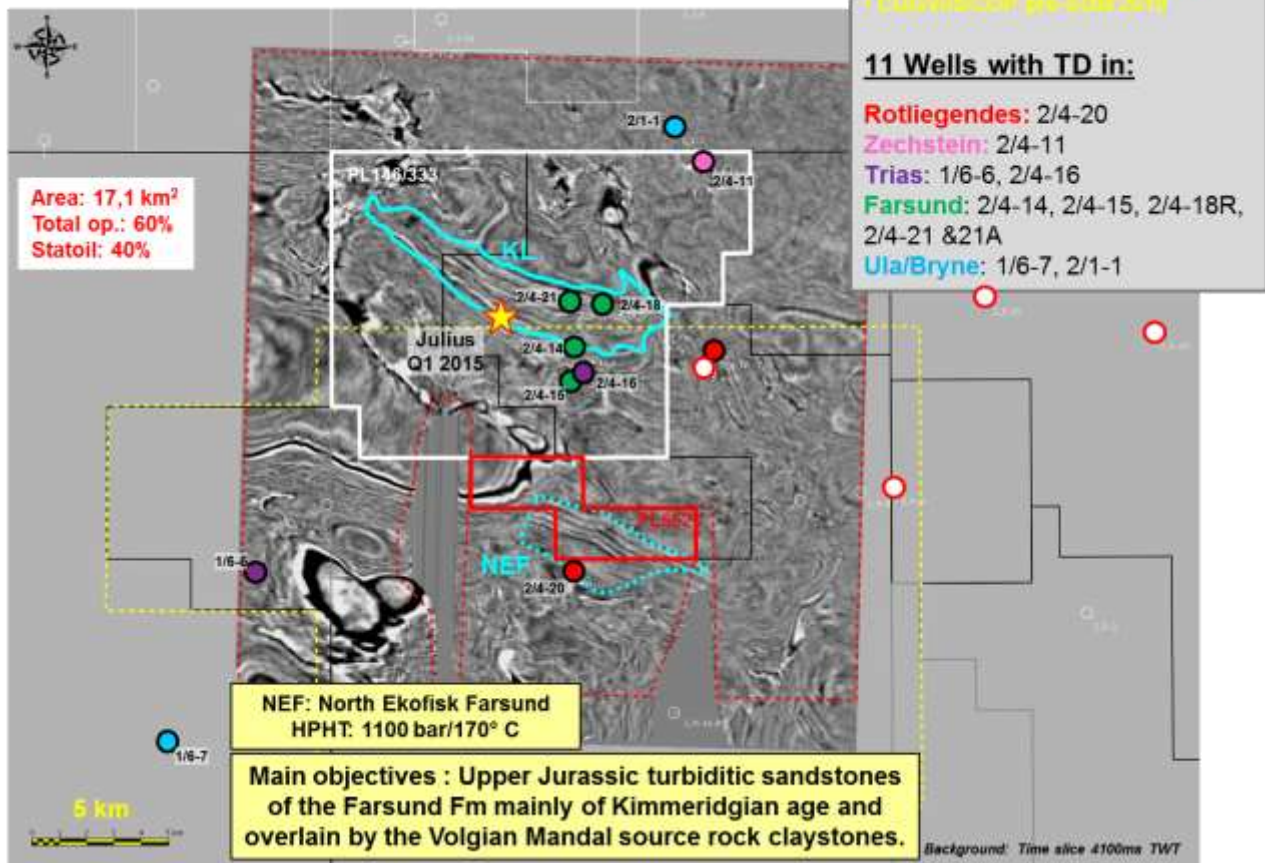 11 Wells with TD in:
Rotliegendes: 2/4-20
Zechstein: 2/4-11
Trias: 1/6-6, 2/4-16
Farsund: 2/4-14, 2/4-15, 2/4-18R,
2/4-21 &21A
Ula/Bryne: 1/6-7, 2/1-1
2/1-1
2/4-11
PL146/333
Area: 17,1 km²
Total op.: 60%
Statoil: 40%
KL
2/4-21
2/4-18
Julius
Q1 2015
2/4-14
2/4-16
2/4-15
NEF
2/4-20
1/6-6
1/6-7
NEF: North Ekofisk Farsund
HPHT: 1100 bar/170° C
Main objectives : Upper Jurassic turbiditic sandstones
of the Farsund Fm mainly of Kimmeridgian age and
overlain by the Volgian Mandal source rock claystones.
5 km
Background: Time slice 4100ms TWT